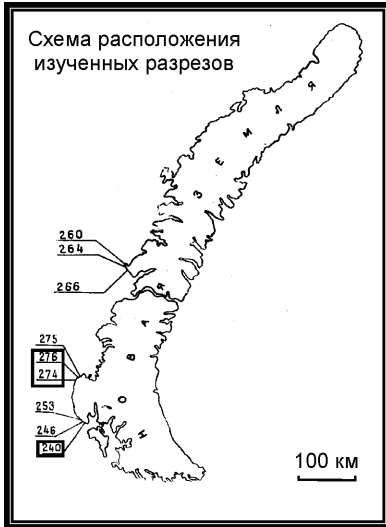 Схема расположения
изученных разрезов
НОВАЯ ЗЕМЛЯ
260
264
266
275
276
274
253
246
240
100 км